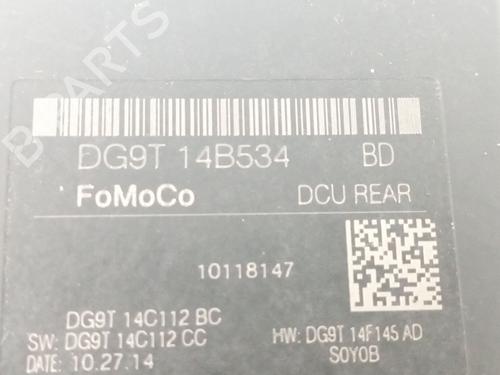 B PARTS
DG9T 14B534 BD
FoMoCo DCU REAR
10118147
DG9T 14C112 BC
SW: DG9T 14C112 CC HW: DG9T 14F145 AD
DATE: 10.27.14 S0Y0B